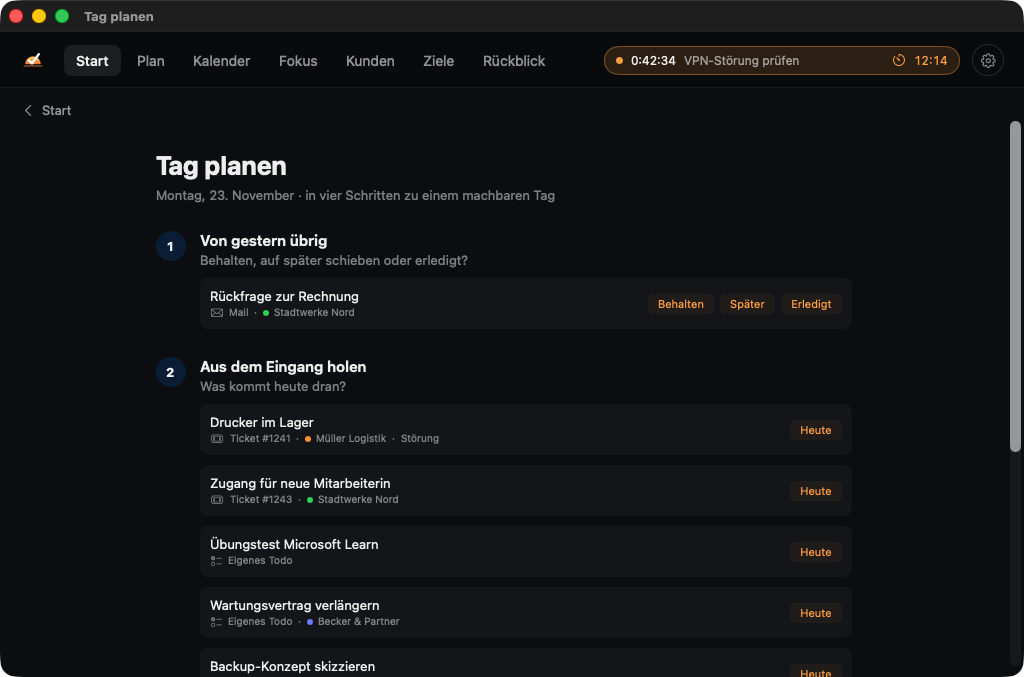 Tag planen
Start Plan Kalender Fokus Kunden Ziele Rückblick 0:42:34 VPN-Störung prüfen 12:14
Start
Tag planen
Montag, 23. November · in vier Schritten zu einem machbaren Tag
1 Von gestern übrig
Behalten, auf später schieben oder erledigt?
Rückfrage zur Rechnung
Mail · Stadtwerke Nord
Behalten Später Erledigt
2 Aus dem Eingang holen
Was kommt heute dran?
Drucker im Lager
Ticket #1241 · Müller Logistik · Störung
Heute
Zugang für neue Mitarbeiterin
Ticket #1243 · Stadtwerke Nord
Heute
Übungstest Microsoft Learn
Eigenes Todo
Heute
Wartungsvertrag verlängern
Eigenes Todo · Becker & Partner
Heute
Backup-Konzept skizzieren
Heute